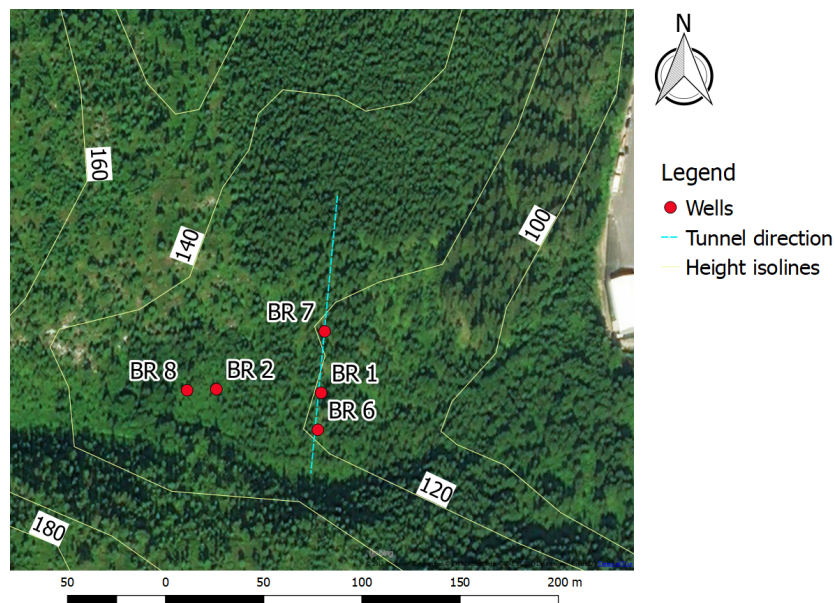 N
160
140
100
Legend
Wells
Tunnel direction
Height isolines
BR 7
BR 8
BR 2
BR 1
BR 6
120
180
50 0 50 100 150 200 m